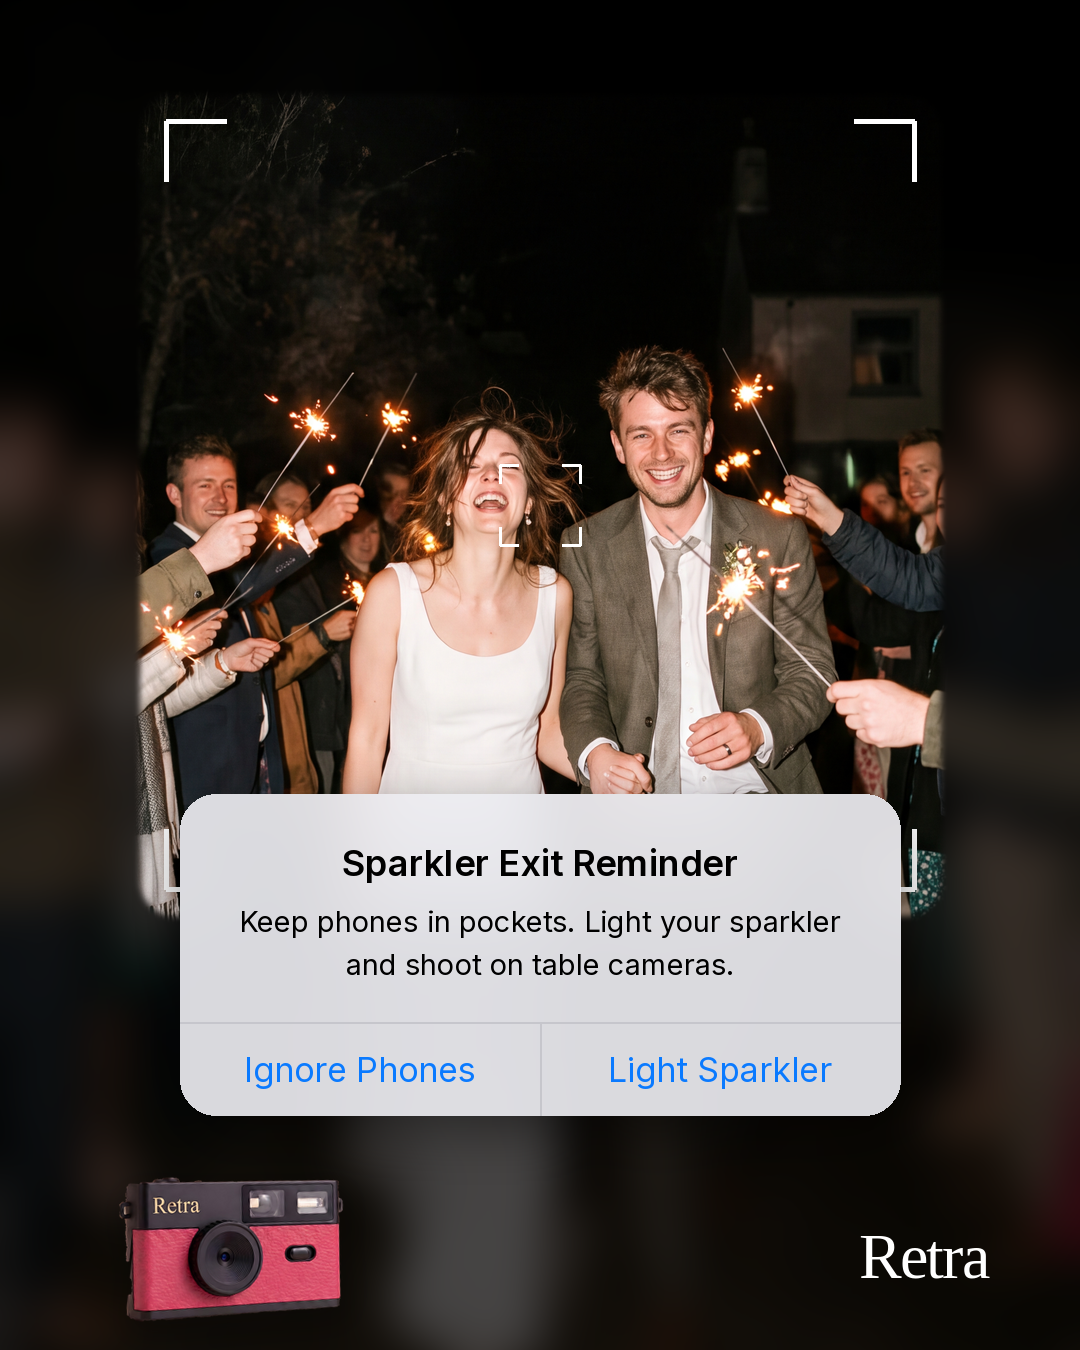 Sparkler Exit Reminder
Keep phones in pockets. Light your sparkler
and shoot on table cameras.
Ignore Phones
Light Sparkler
Retra
Retra